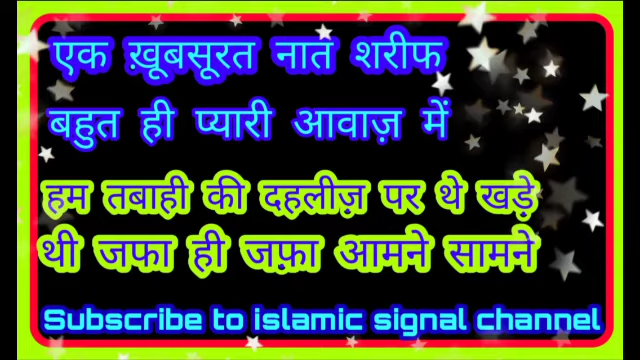 एक ख़ूबसूरत नात शरीफ
बहुत ही प्यारी आवाज़ में
हम तबाही की दहलीज़ पर थे खड़े
थी जफा ही जफ़ा आमने सामने
Subscribe to islamic signal channel